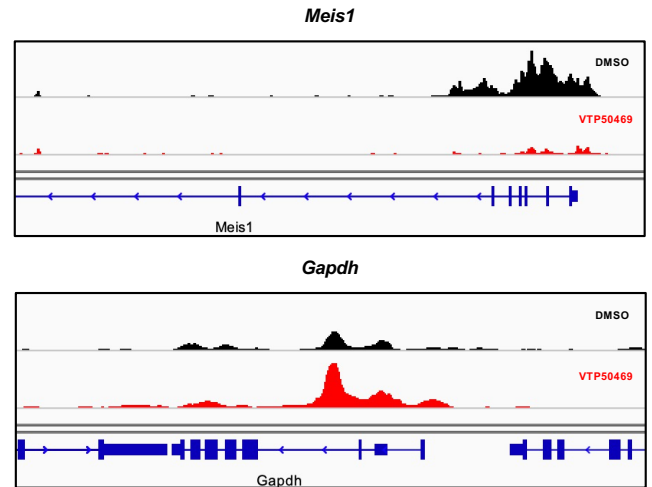 Meis1
DMSO
VTP50469
Meis1
Gapdh
DMSO
VTP50469
Gapdh